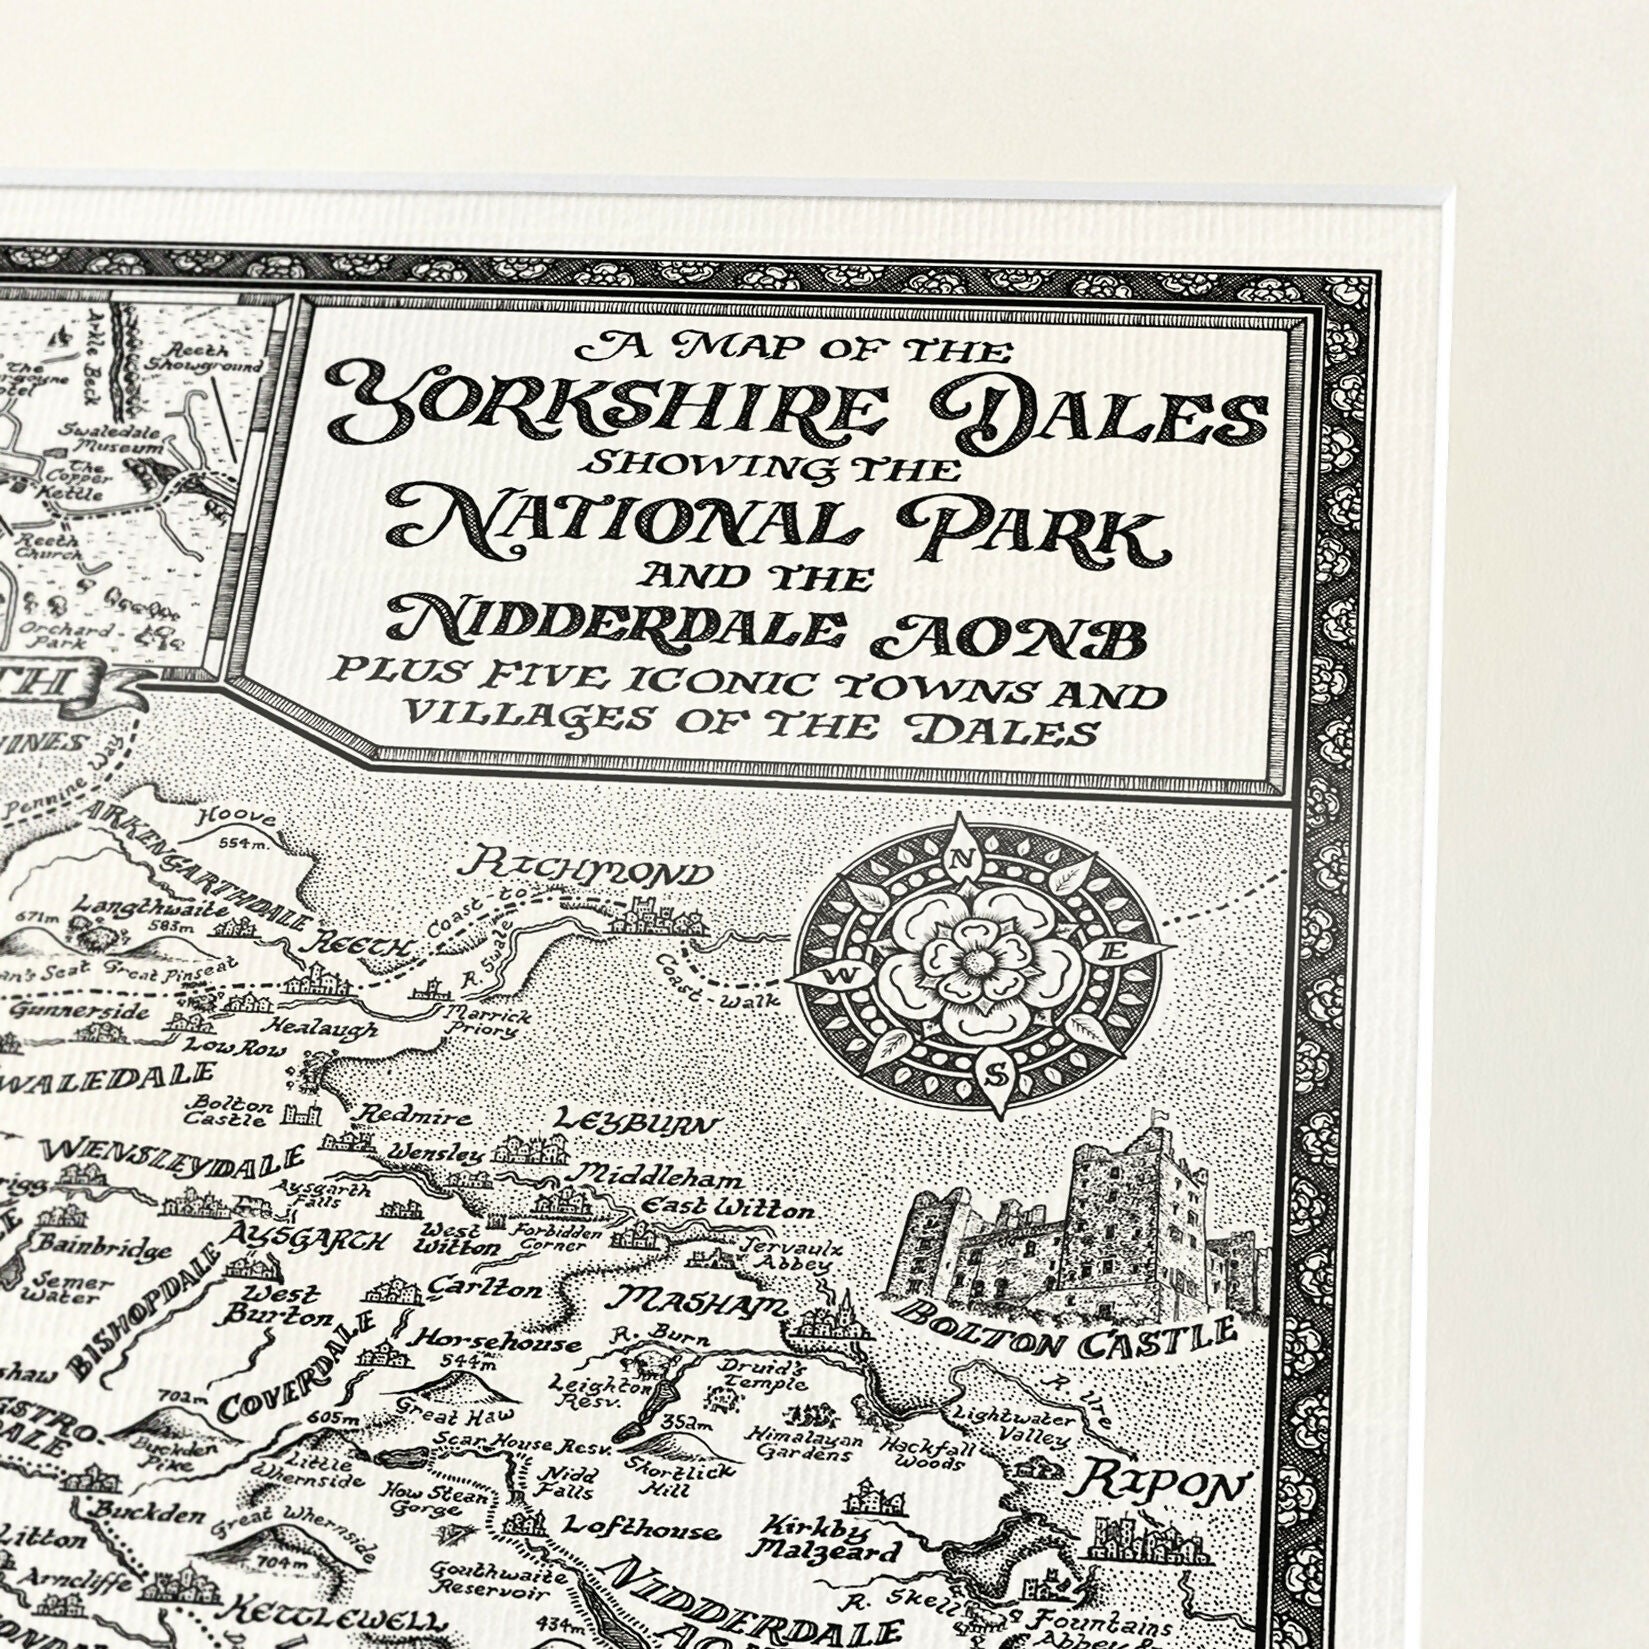 A MAP OF THE
YORKSHIRE DALES
SHOWING THE
NATIONAL PARK
AND THE
NIDDERDALE AONB
PLUS FIVE ICONIC TOWNS AND
VILLAGES OF THE DALES
Arkle Beck
Reeth
Showground
The
Swaledale
Museum
The
Copper
Kettle
Reeth
Church
Orchard
Park
Pennine Way
ARKENGARTHDALE
Hoove
554m.
RICHMOND
Coast - to -
R. Swale
Coast - Walk
Langthwaite
671m
583m
REETH
Great Pinseat
Gunnerside
Healaugh
Marrick
Priory
Low Row
Bolton
Castle
Redmire
LEYBURN
WENSLEYDALE
Wensley
Middleham
Aysgarth
Falls
East Witton
AYSGARTH
West
Witton
Forbidden
Corner
Jervaulx
Abbey
Bainbridge
Semer
Water
BISHOPDALE
West
Burton
Carlton
COVERDALE
MASHAM
BOLTON CASTLE
Horsehouse
R. Burn
544m
Great Haw
Leighton
Resv.
Druid's
Temple
R. Ure
702m
Buckden
Pike
605m
Little
Whernside
Scar House Resv.
352m
Shortlick
Hill
Himalayan
Gardens
Hackfall
Woods
Lightwater
Valley
How Stean
Gorge
Nidd
Falls
RIPON
Buckden
Great Whernside
704m
Lofthouse
Kirkby
Malzeard
Litton
Arncliffe
Gouthwaite
Reservoir
NIDDERDALE
R. Skell
Fountains
Abbey &
KETTLEWELL
434m
N
E
S
W